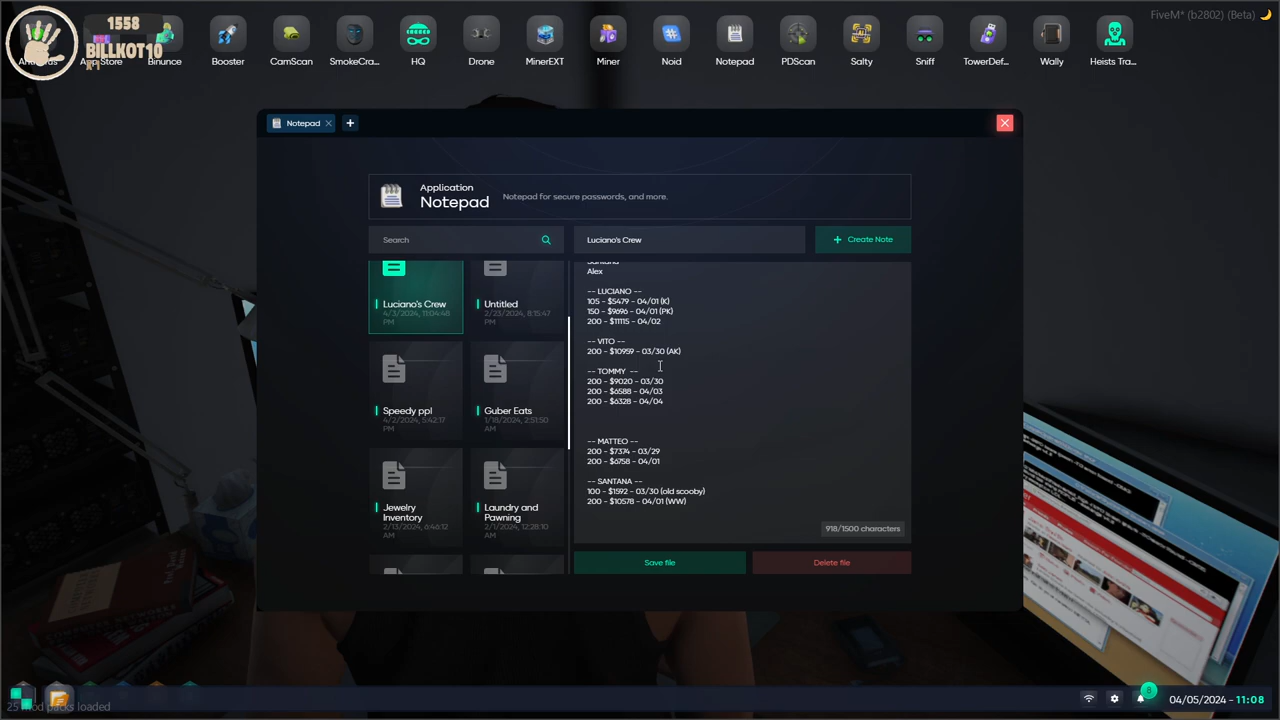 FiveM* (b2802) (Beta) 🌙
1558
BILLKOT10
X 1
App Store
Binunce
Booster
CamScan
SmokeCra...
HQ
Drone
MinerEXT
Miner
Noid
Notepad
PDScan
Salty
Sniff
TowerDef...
Wally
Heists Tra...
Notepad
Application
Notepad
Notepad for secure passwords, and more.
Search
Luciano's Crew
Create Note
Luciano's Crew
4/3/2024, 11:04:48
PM
Untitled
2/23/2024, 8:15:47
PM
Speedy ppl
4/2/2024, 5:42:17
PM
Guber Eats
1/18/2024, 2:51:50
AM
Jewelry
Inventory
2/13/2024, 6:46:12
AM
Laundry and
Pawning
2/1/2024, 12:28:10
AM
Santana
Alex
-- LUCIANO --
105 - $5479 - 04/01 (K)
150 - $9696 - 04/01 (PK)
200 - $11115 - 04/02
-- VITO --
200 - $10959 - 03/30 (AK)
-- TOMMY --
200 - $9020 - 03/30
200 - $6588 - 04/03
200 - $6328 - 04/04
-- MATTEO --
200 - $7374 - 03/29
200 - $6758 - 04/01
-- SANTANA --
100 - $1592 - 03/30 (old scooby)
200 - $10578 - 04/01 (WW)
918/1500 characters
Save file
Delete file
25 mod packs loaded
8
04/05/2024 - 11:08